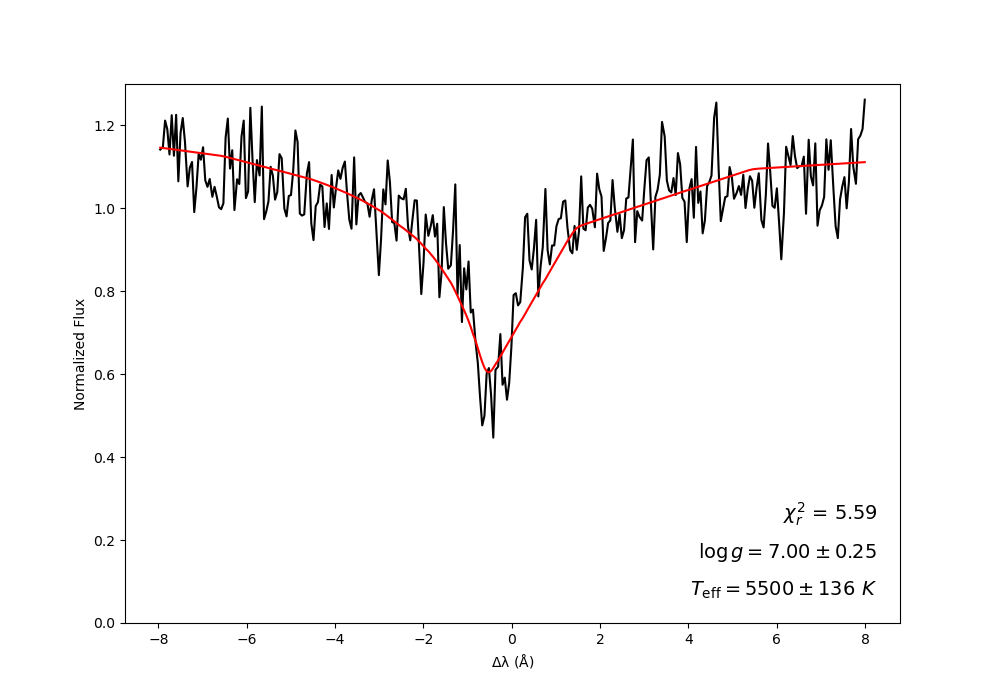 Normalized Flux
1.2
1.0
0.8
0.6
0.4
0.2
0.0
χ²ᵣ = 5.59
log g = 7.00 ± 0.25
T_eff = 5500 ± 136 K
−8 −6 −4 −2 0 2 4 6 8
Δλ (Å)